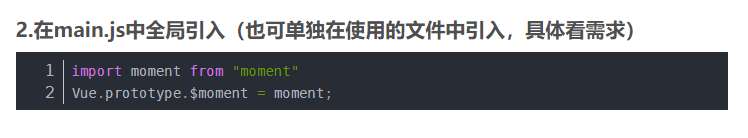 2.在main.js中全局引入（也可单独在使用的文件中引入，具体看需求）
1 import moment from "moment"
2 Vue.prototype.$moment = moment;